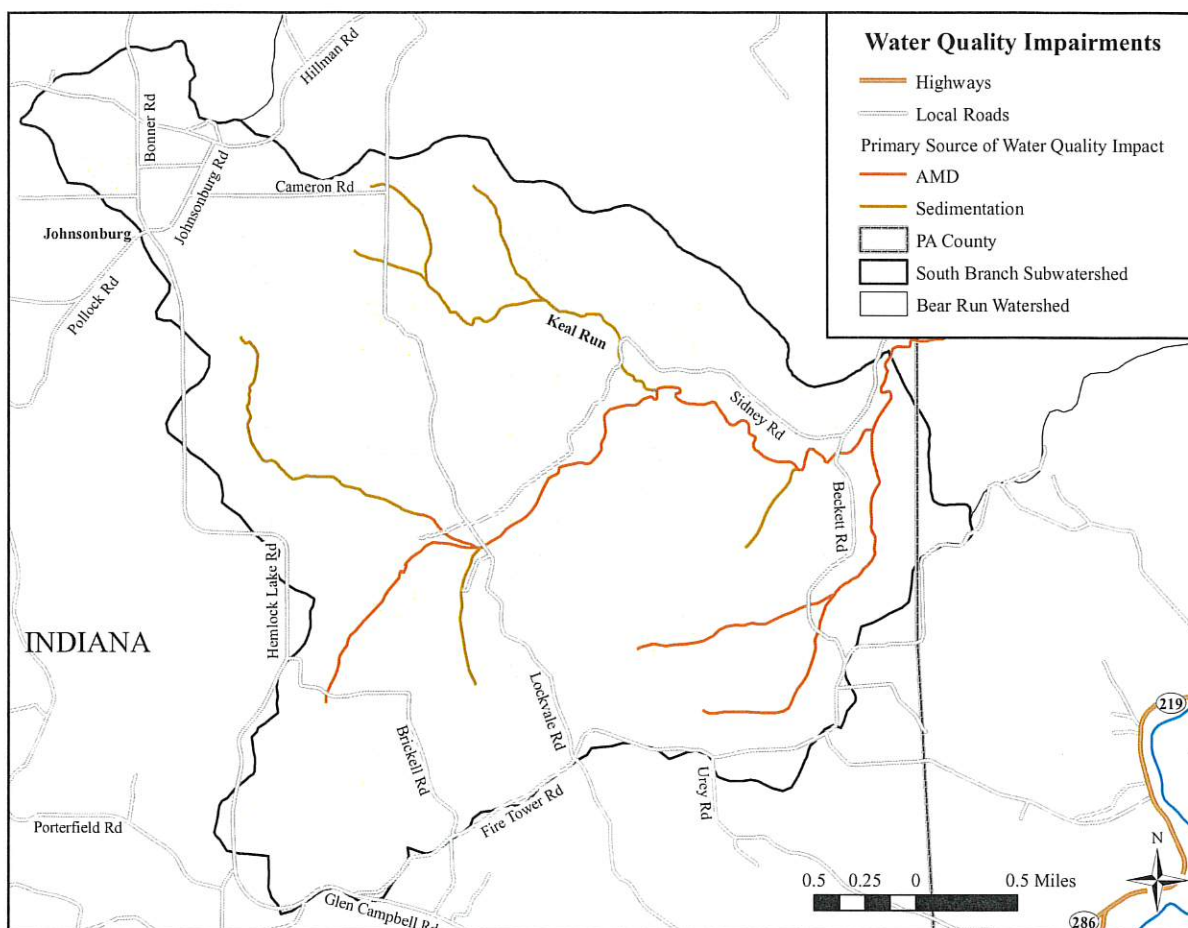 Water Quality Impairments
Highways
Local Roads
Primary Source of Water Quality Impact
AMD
Sedimentation
PA County
South Branch Subwatershed
Bear Run Watershed
Hillman Rd
Bonner Rd
Johnsonburg Rd
Cameron Rd
Johnsonburg
Pollock Rd
Keal Run
Sidney Rd
Beckett Rd
Hemlock Lake Rd
INDIANA
Lockvale Rd
Brickell Rd
Urey Rd
Fire Tower Rd
Porterfield Rd
Glen Campbell Rd
219
286
N
0.5 0.25 0 0.5 Miles